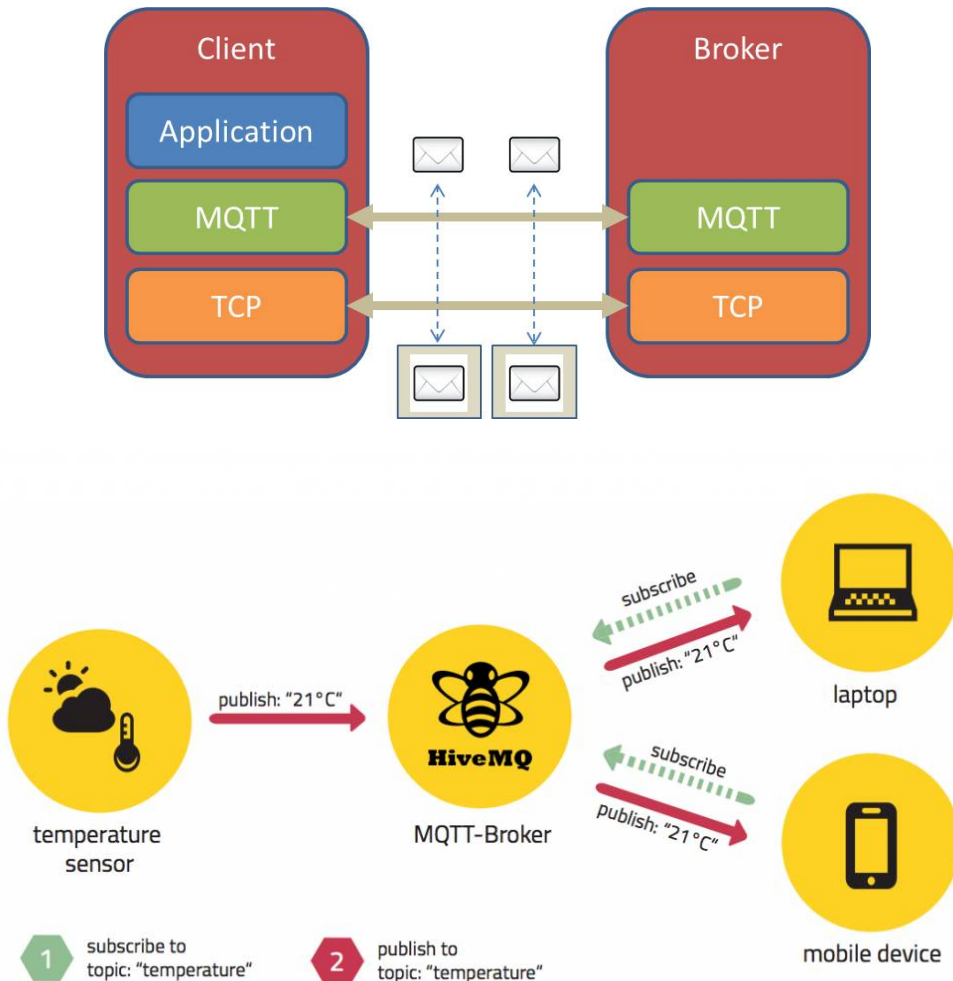 Client
Broker
Application
MQTT
MQTT
TCP
TCP
subscribe
publish: "21°C"
laptop
publish: "21°C"
HiveMQ
subscribe
publish: "21°C"
temperature
sensor
MQTT-Broker
mobile device
1
subscribe to
topic: "temperature"
2
publish to
topic: "temperature"